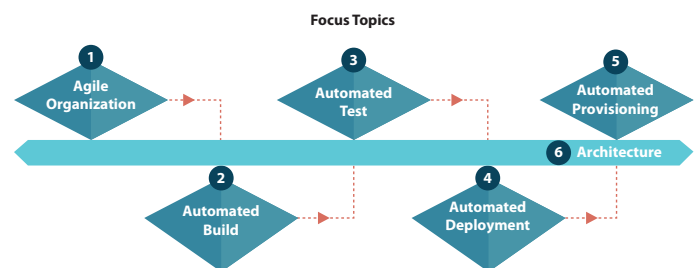 Focus Topics
1
Agile
Organization
2
Automated
Build
3
Automated
Test
4
Automated
Deployment
5
Automated
Provisioning
6 Architecture